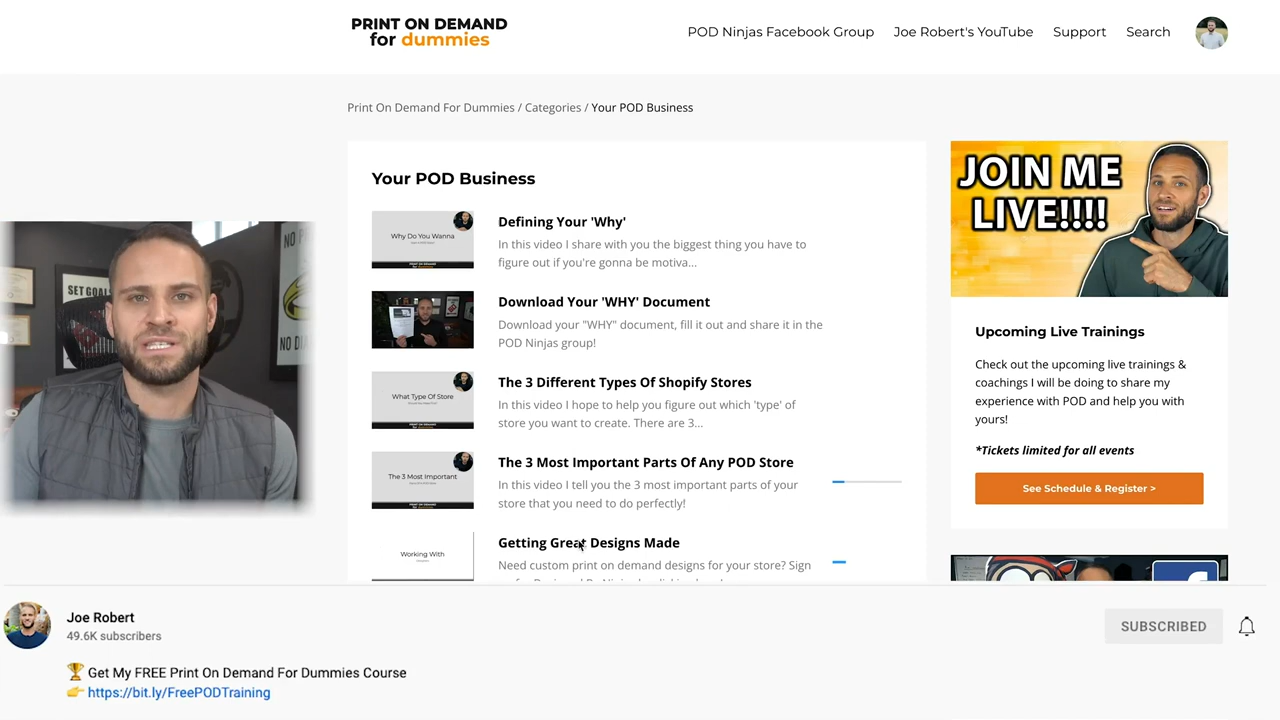 PRINT ON DEMAND
for dummies
POD Ninjas Facebook Group
Joe Robert's YouTube
Support
Search
Print On Demand For Dummies / Categories / Your POD Business
Your POD Business
Why Do You Wanna
Defining Your 'Why'
In this video I share with you the biggest thing you have to
figure out if you're gonna be motiva...
Download Your 'WHY' Document
Download your "WHY" document, fill it out and share it in the
POD Ninjas group!
What Type Of Store
The 3 Different Types Of Shopify Stores
In this video I hope to help you figure out which 'type' of
store you want to create. There are 3...
The 3 Most Important
The 3 Most Important Parts Of Any POD Store
In this video I tell you the 3 most important parts of your
store that you need to do perfectly!
Working With
Getting Great Designs Made
Need custom print on demand designs for your store? Sign
JOIN ME
LIVE!!!!
Upcoming Live Trainings
Check out the upcoming live trainings &
coachings I will be doing to share my
experience with POD and help you with
yours!
*Tickets limited for all events
See Schedule & Register >
SET GOALS
Joe Robert
49.6K subscribers
SUBSCRIBED
🏆 Get My FREE Print On Demand For Dummies Course
👉 https://bit.ly/FreePODTraining